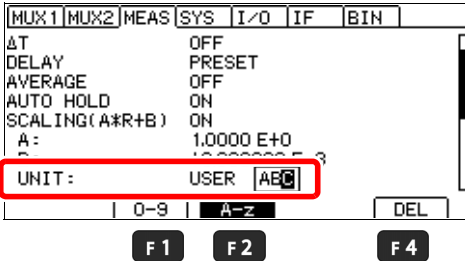 MUX1 MUX2 MEAS SYS I/O IF BIN
ΔT OFF
DELAY PRESET
AVERAGE OFF
AUTO HOLD ON
SCALING(A*R+B) ON
A: 1.0000 E+0
UNIT: USER ABC
0-9 A-z DEL
F1 F2 F4